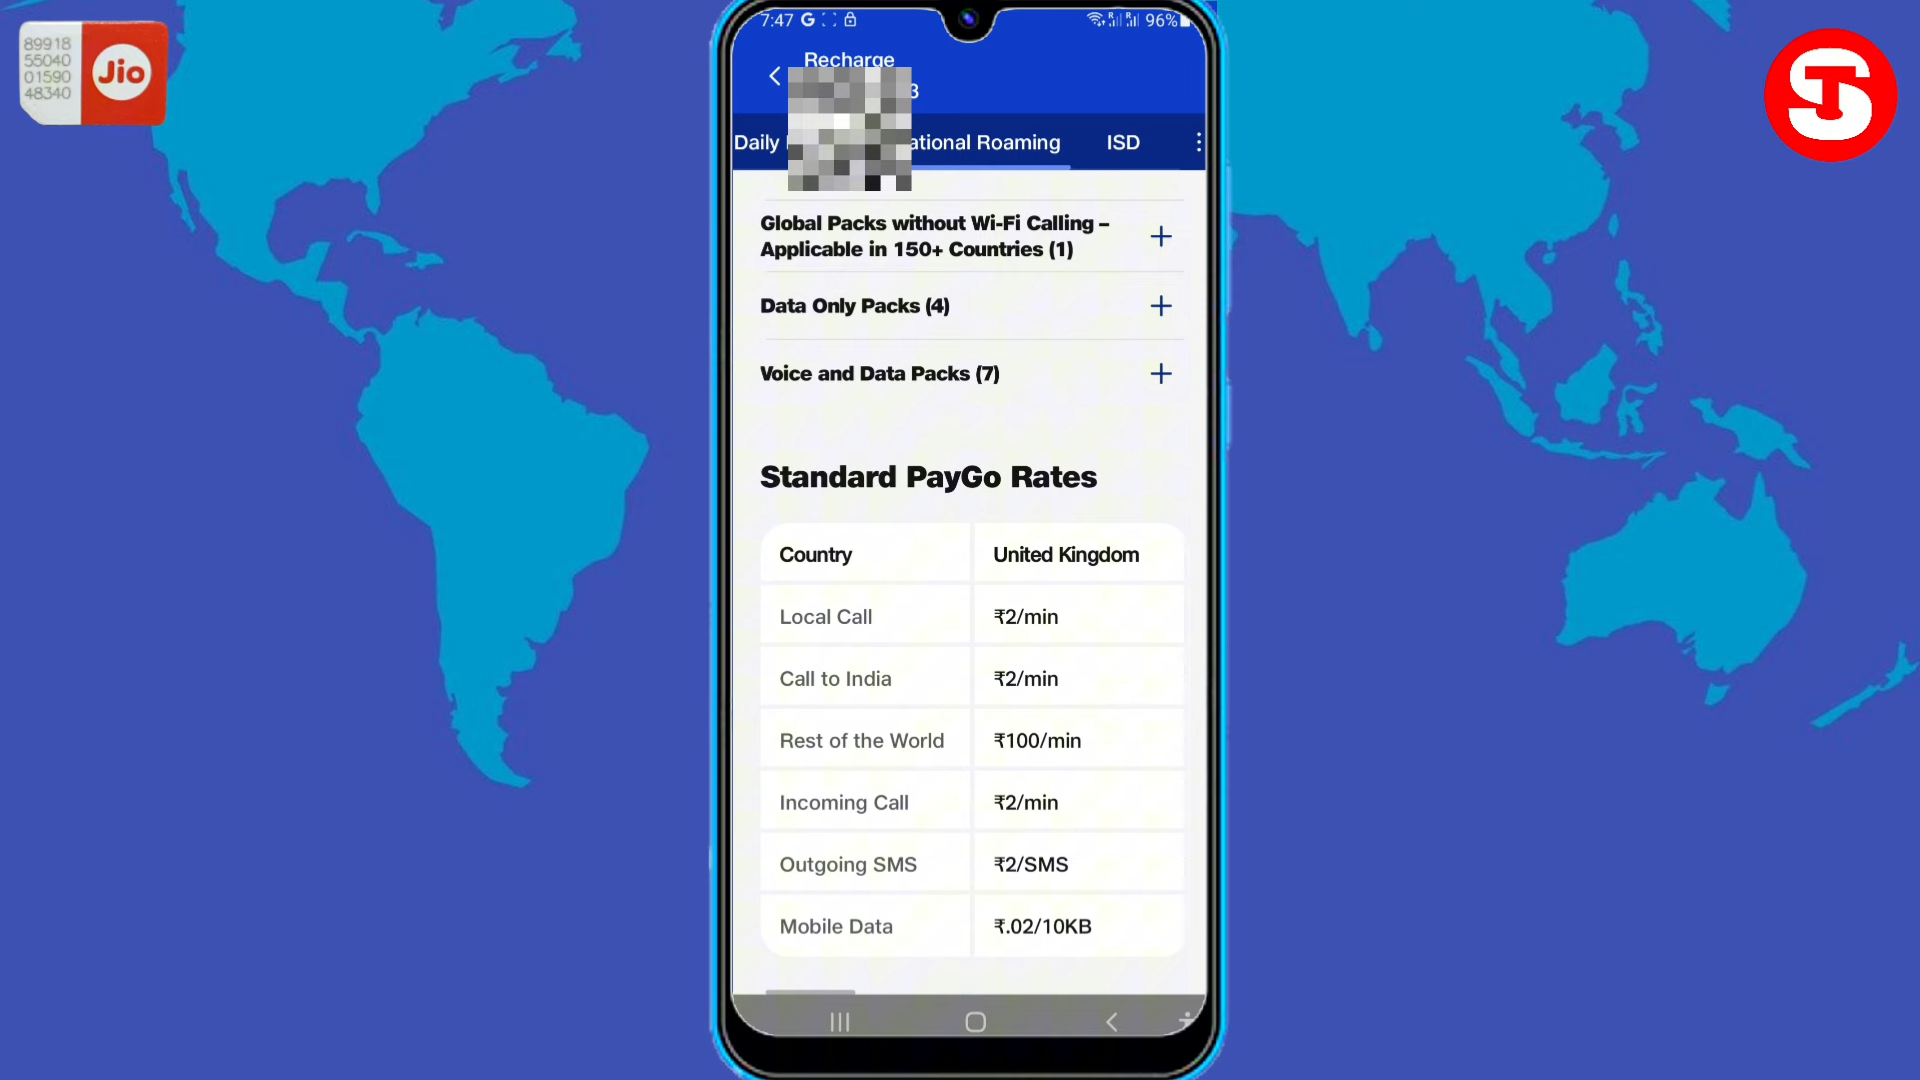 89918
55040
01590
48340
Jio
7:47 G
96%
Recharge
3
Daily
ational Roaming
ISD
Global Packs without Wi-Fi Calling –
Applicable in 150+ Countries (1)
Data Only Packs (4)
Voice and Data Packs (7)
Standard PayGo Rates
Country United Kingdom
Local Call ₹2/min
Call to India ₹2/min
Rest of the World ₹100/min
Incoming Call ₹2/min
Outgoing SMS ₹2/SMS
Mobile Data ₹.02/10KB
ST